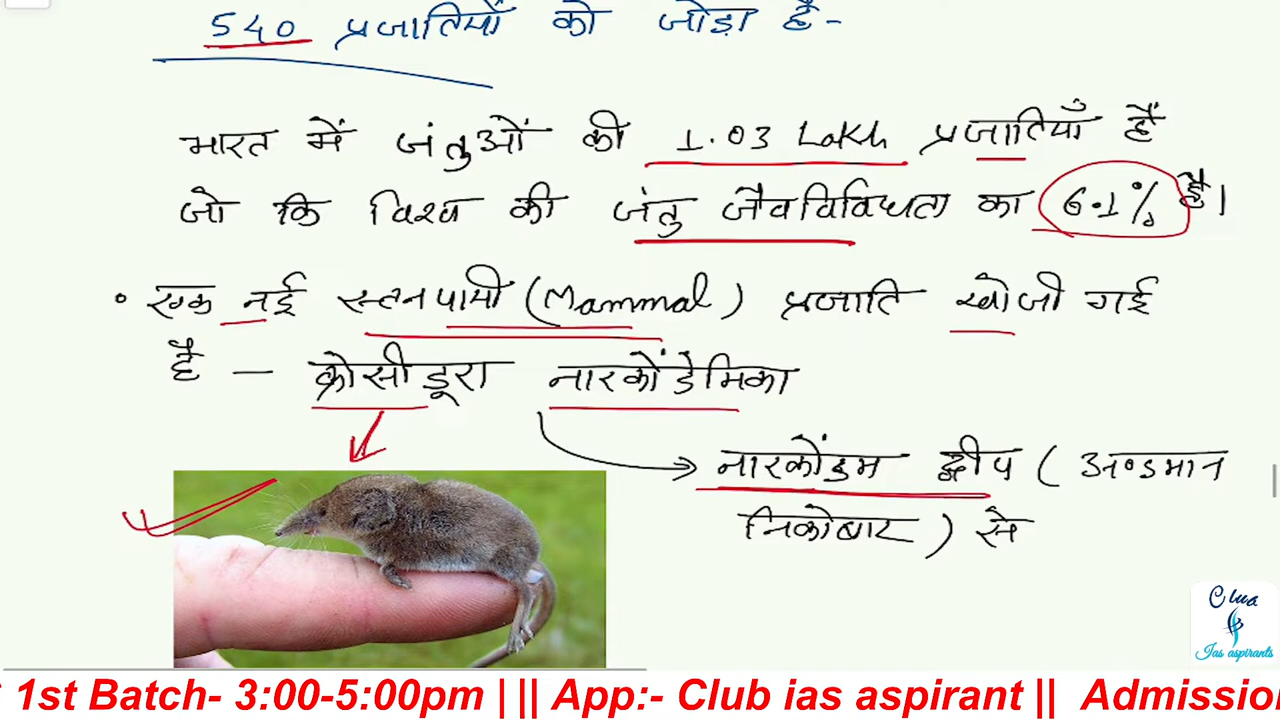 540 प्रजातियों को जोड़ा है-
भारत में जंतुओं की 1.03 Lakh प्रजातियाँ हैं
जो कि विश्व की जंतु जैवविविधता का 6.1% है।
• एक नई स्तनपायी (Mammal) प्रजाति खोजी गई
है - क्रोसीडूरा नारकोंडेमिका
नारकोंडम द्वीप (अण्डमान
निकोबार) से
Club
Ias aspirants
1st Batch- 3:00-5:00pm | || App:- Club ias aspirant || Admission